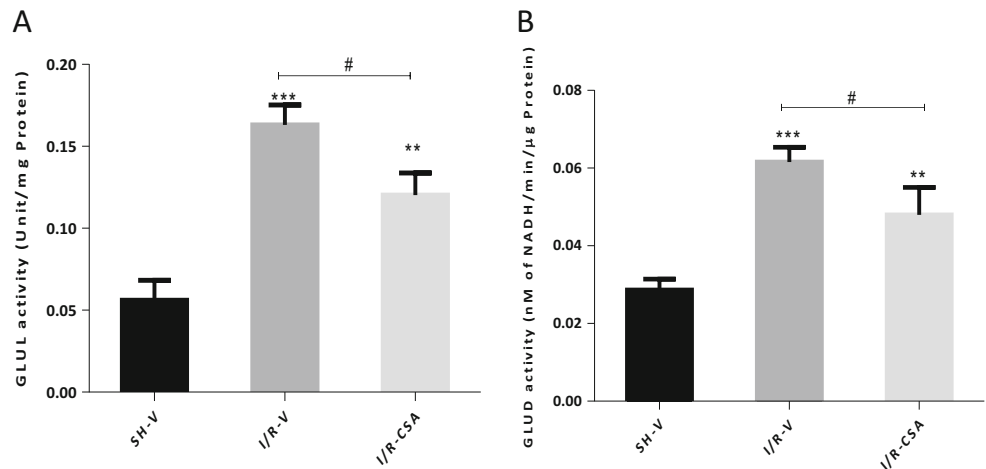 A
GLUL activity (Unit/mg Protein)
0.20
0.15
0.10
0.05
0.00
#
***
**
SH-V
I/R-V
I/R-CSA
B
GLUD activity (nM of NADH/min/µg Protein)
0.08
0.06
0.04
0.02
0.00
#
***
**
SH-V
I/R-V
I/R-CSA